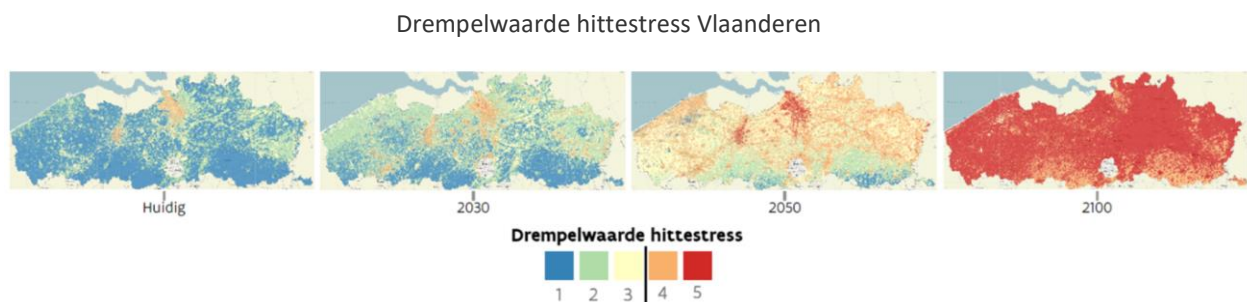 Drempelwaarde hittestress Vlaanderen
Huidig
2030
2050
2100
Drempelwaarde hittestress
1 2 3 4 5